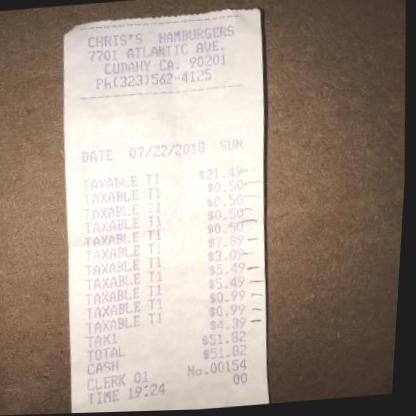 CHRIS'S HAMBURGERS
7701 ATLANTIC AVE.
CUDAHY CA. 90201
Ph(323)562-4125
DATE 07/22/2018 SUN
TAXABLE T1 $21.49
TAXABLE T1 $0.50
TAXABLE T1 $0.50
TAXABLE T1 $0.50
TAXABLE T1 $0.50
TAXABLE T1 $7.89
TAXABLE T1 $3.09
TAXABLE T1 $5.49
TAXABLE T1 $5.49
TAXABLE T1 $0.99
TAXABLE T1 $0.99
TAX1 $4.39
TOTAL $51.82
CASH $51.82
CLERK 01 No.00154
TIME 19:24 00